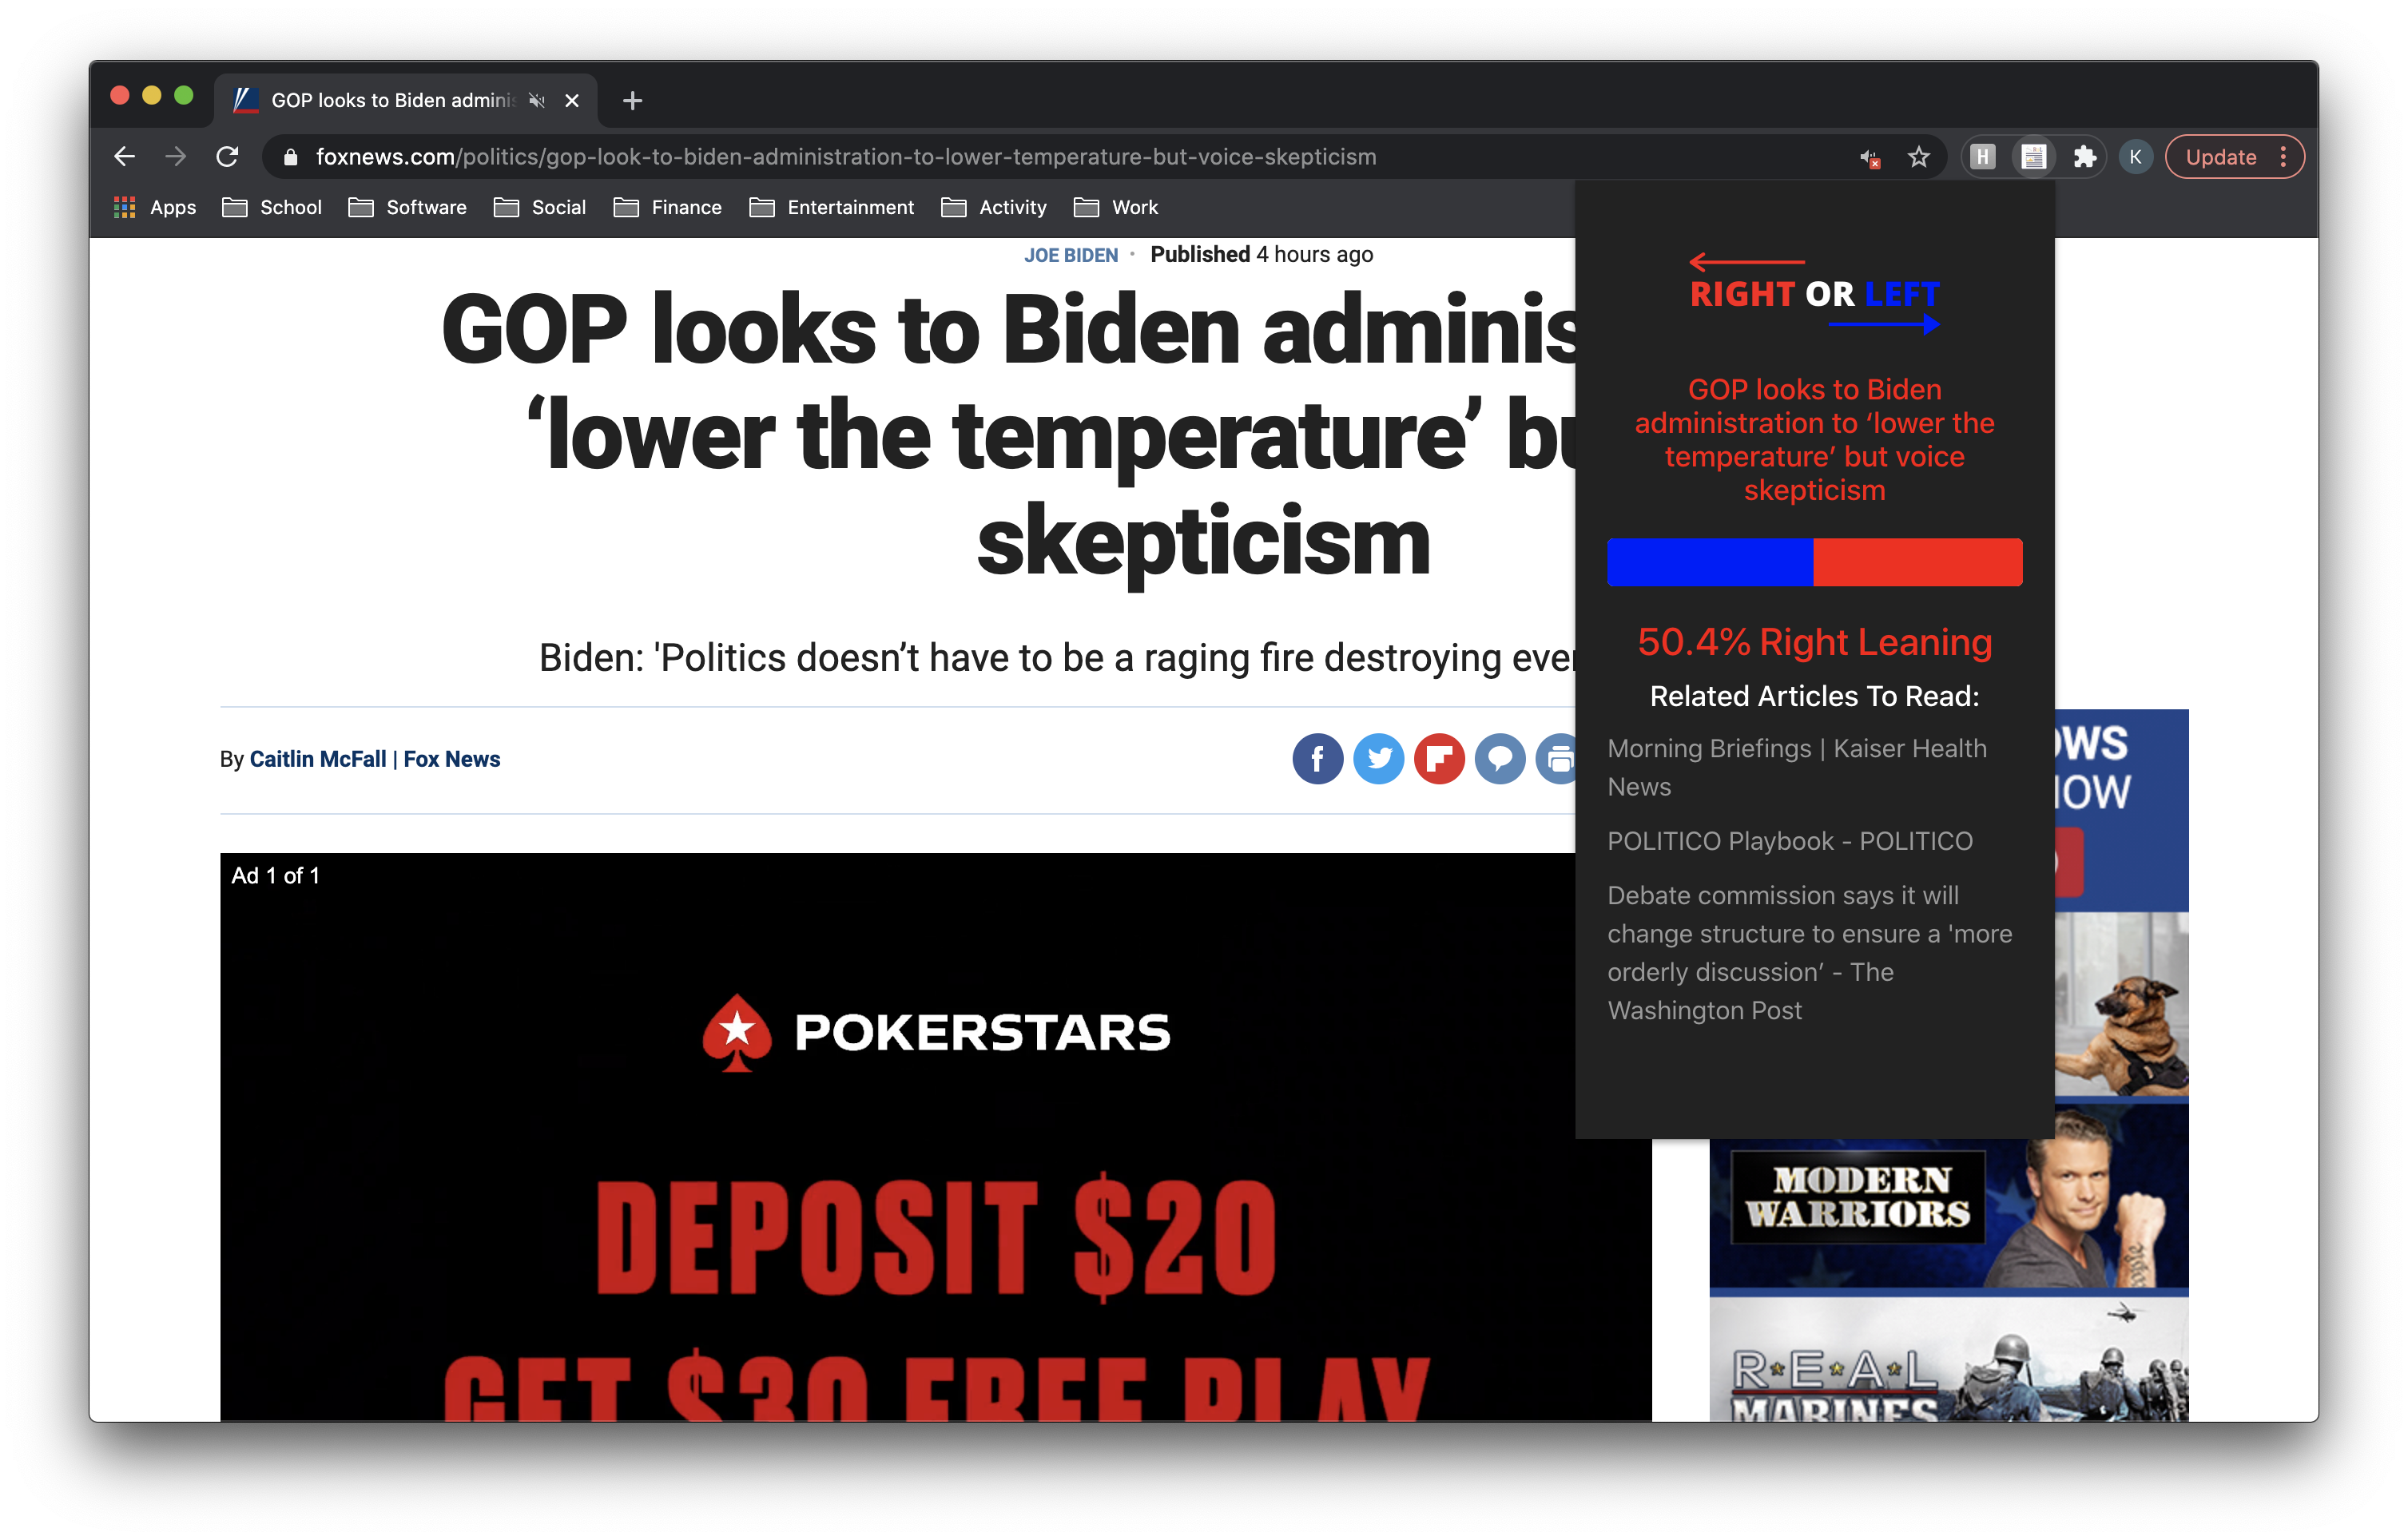 GOP looks to Biden adminis
foxnews.com/politics/gop-look-to-biden-administration-to-lower-temperature-but-voice-skepticism
H
K
Update
Apps
School
Software
Social
Finance
Entertainment
Activity
Work
JOE BIDEN · Published 4 hours ago
GOP looks to Biden adminis
‘lower the temperature’ bu
skepticism
Biden: 'Politics doesn’t have to be a raging fire destroying ever
By Caitlin McFall | Fox News
Ad 1 of 1
POKERSTARS
DEPOSIT $20
GET $30 FREE PLAY
RIGHT OR LEFT
GOP looks to Biden
administration to ‘lower the
temperature’ but voice
skepticism
50.4% Right Leaning
Related Articles To Read:
Morning Briefings | Kaiser Health
News
POLITICO Playbook - POLITICO
Debate commission says it will
change structure to ensure a 'more
orderly discussion’ - The
Washington Post
OWS
OW
MODERN
WARRIORS
REAL
MARINES